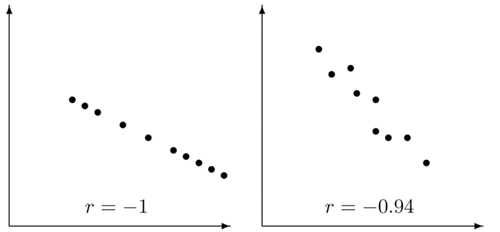 r = −1
r = −0.94